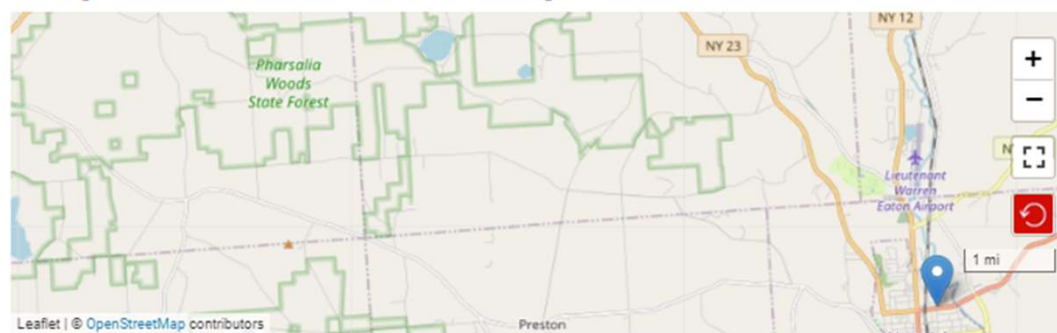 NY 12
NY 23
Pharsalia
Woods
State Forest
+
−
Lieutenant
Warren
Eaton Airport
1 mi
Preston
Leaflet | © OpenStreetMap contributors